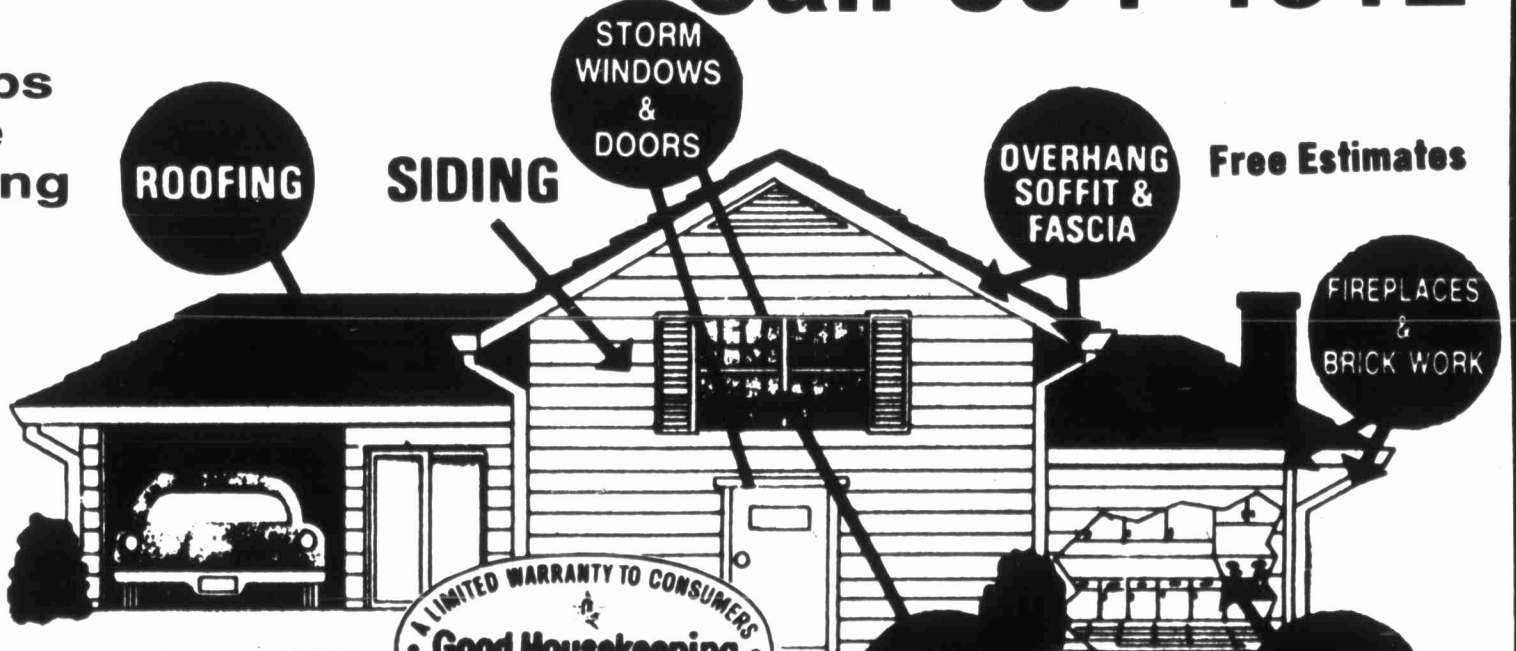 STORM
WINDOWS
&
DOORS
ROOFING
SIDING
OVERHANG
SOFFIT &
FASCIA
Free Estimates
FIREPLACES
&
BRICK WORK
A LIMITED WARRANTY TO CONSUMERS
Good Housekeeping